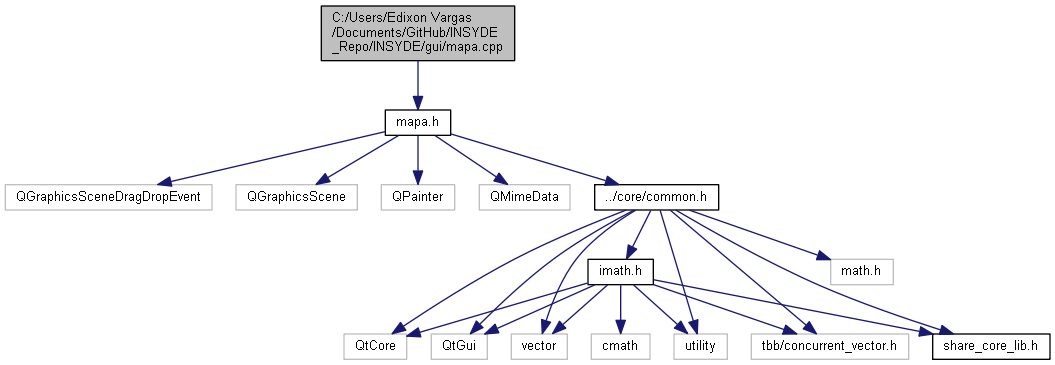 C:/Users/Edixon Vargas
/Documents/GitHub/INSYDE
_Repo/INSYDE/gui/mapa.cpp
mapa.h
QGraphicsSceneDragDropEvent
QGraphicsScene
QPainter
QMimeData
../core/common.h
imath.h
math.h
QtCore
QtGui
vector
cmath
utility
tbb/concurrent_vector.h
share_core_lib.h